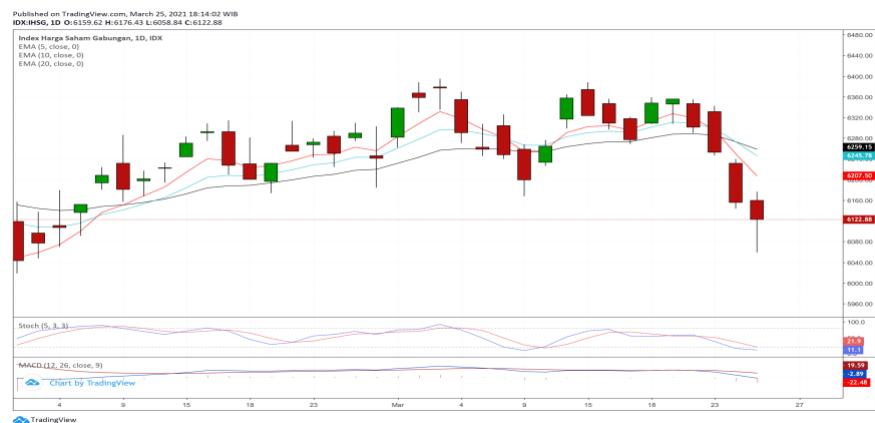 Published on TradingView.com, March 25, 2021 18:14:02 WIB
IDX:IHSG, 1D O:6159.62 H:6176.43 L:6058.84 C:6122.88
Index Harga Saham Gabungan, 1D, IDX
EMA (5, close, 0)
EMA (10, close, 0)
EMA (20, close, 0)
6480.00
6440.00
6400.00
6360.00
6320.00
6280.00
6259.15
6245.78
6207.50
6160.00
6122.88
6080.00
6040.00
6000.00
5960.00
Stoch (5, 3, 3)
100.0
21.9
11.1
MACD (12, 26, close, 9)
19.59
-2.89
-22.48
Chart by TradingView
4 9 15 18 23 Mar 4 9 15 18 23 27
TradingView